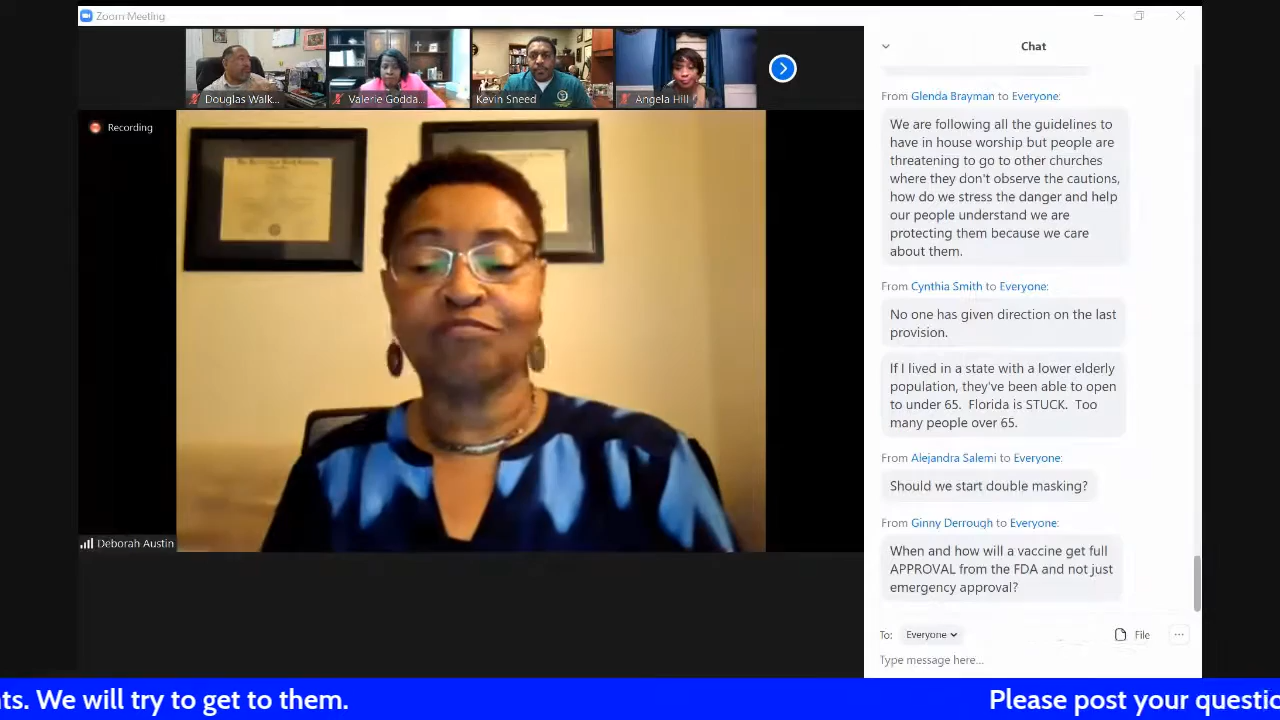 Zoom Meeting
Douglas Walk...
Valerie Godda...
Kevin Sneed
Angela Hill
Recording
Deborah Austin
Chat
From Glenda Brayman to Everyone:
We are following all the guidelines to
have in house worship but people are
threatening to go to other churches
where they don't observe the cautions,
how do we stress the danger and help
our people understand we are
protecting them because we care
about them.
From Cynthia Smith to Everyone:
No one has given direction on the last
provision.
If I lived in a state with a lower elderly
population, they've been able to open
to under 65. Florida is STUCK. Too
many people over 65.
From Alejandra Salemi to Everyone:
Should we start double masking?
From Ginny Derrough to Everyone:
When and how will a vaccine get full
APPROVAL from the FDA and not just
emergency approval?
To: Everyone
File
Type message here...
ts. We will try to get to them.
Please post your questio